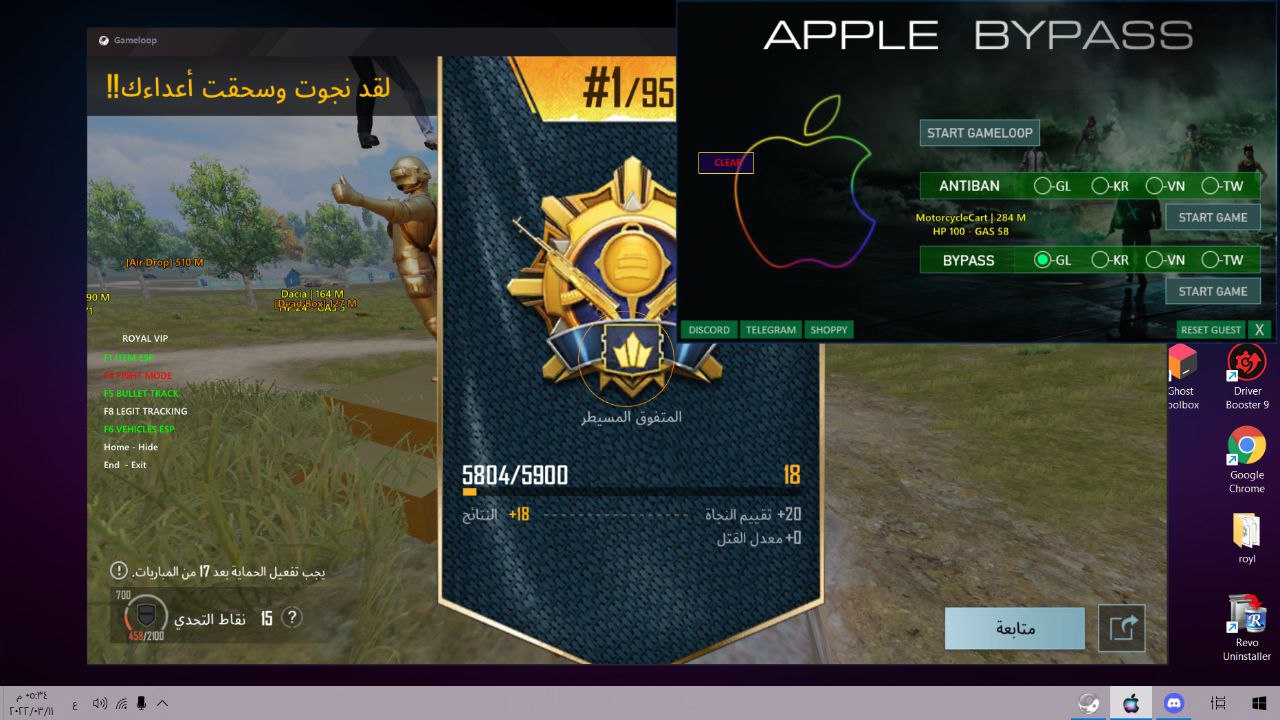 Gameloop
لقد نجوت وسحقت أعداءك!!
#1/95
[Air Drop] 510 M
90 M
Dacia | 164 M
[Dead Box] 127 M
ROYAL VIP
F1 ITEM ESP
F4 FIGHT MODE
F5 BULLET TRACK
F8 LEGIT TRACKING
F6 VEHICLES ESP
Home - Hide
End - Exit
المتفوق المسيطر
5804/5900
18
+20 تقييم النجاة
+18 النتائج
+0 معدل القتل
يجب تفعيل الحماية بعد 17 من المباريات.
700
458/2100
نقاط التحدي 15 ?
متابعة
APPLE BYPASS
CLEAR
START GAMELOOP
ANTIBAN -GL -KR -VN -TW
MotorcycleCart | 284 M
HP 100 - GAS 58
START GAME
BYPASS -GL -KR -VN -TW
START GAME
DISCORD TELEGRAM SHOPPY
RESET GUEST X
Ghost
oolbox
Driver
Booster 9
Google
Chrome
royl
Revo
Uninstaller
ع
٠٥:٣٤ م